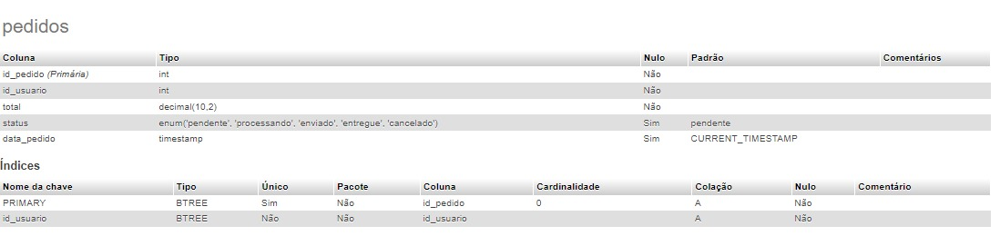 pedidos
Coluna Tipo Nulo Padrão Comentários
id_pedido (Primária) int Não
id_usuario int Não
total decimal(10,2) Não
status enum('pendente', 'processando', 'enviado', 'entregue', 'cancelado') Sim pendente
data_pedido timestamp Sim CURRENT_TIMESTAMP
Índices
Nome da chave Tipo Único Pacote Coluna Cardinalidade Colação Nulo Comentário
PRIMARY BTREE Sim Não id_pedido 0 A Não
id_usuario BTREE Não Não id_usuario A Não